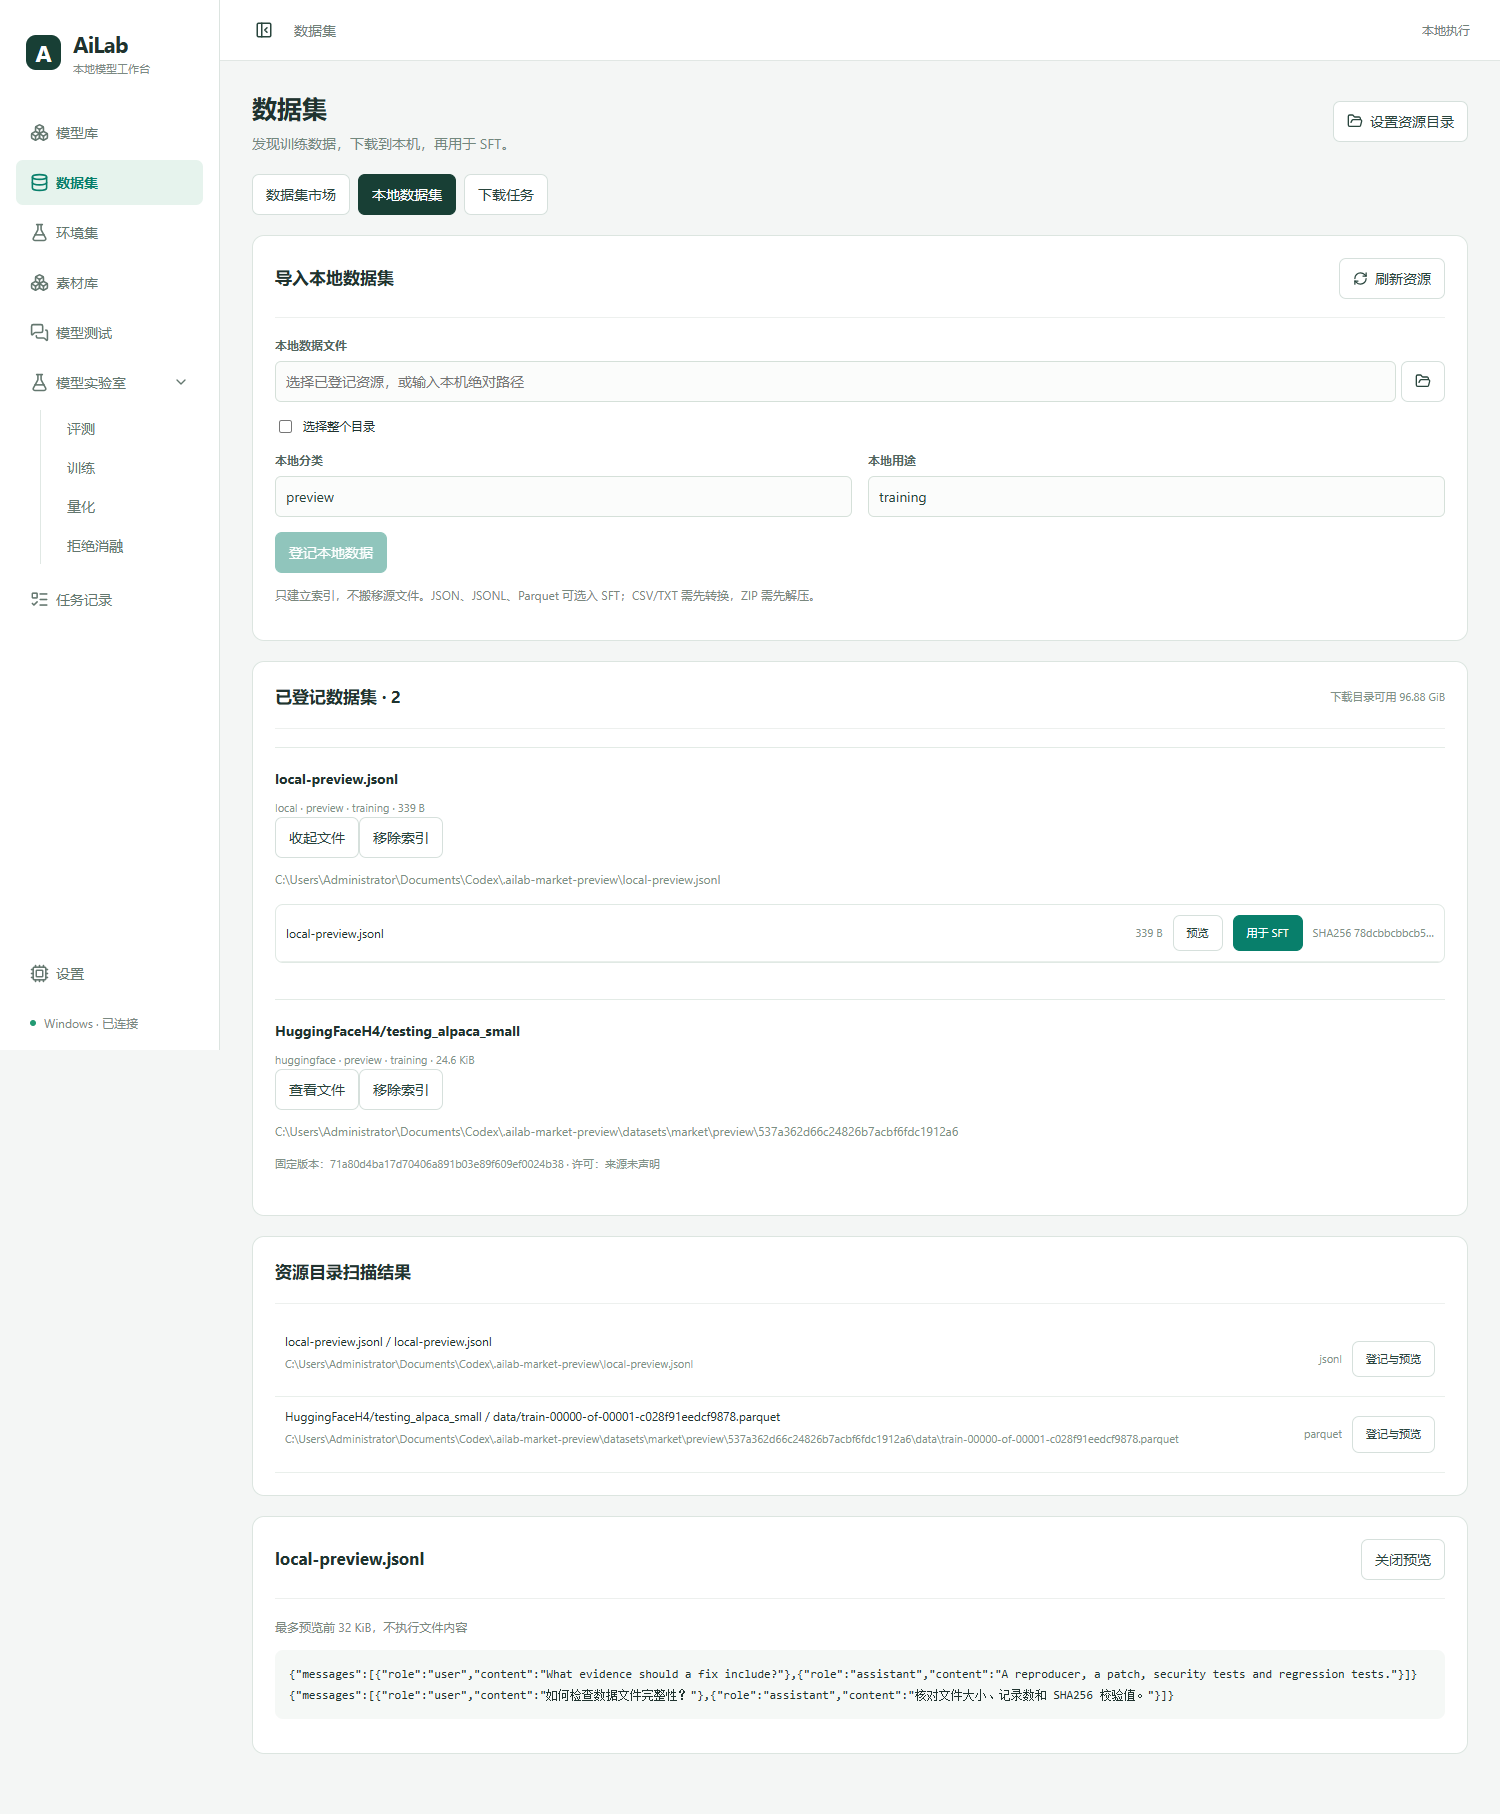 A
AiLab
本地模型工作台
模型库
数据集
环境集
素材库
模型测试
模型实验室
评测
训练
量化
拒绝消融
任务记录
设置
Windows · 已连接
数据集
本地执行
数据集
发现训练数据，下载到本机，再用于 SFT。
设置资源目录
数据集市场
本地数据集
下载任务
导入本地数据集
刷新资源
本地数据文件
选择已登记资源，或输入本机绝对路径
选择整个目录
本地分类
本地用途
preview
training
登记本地数据
只建立索引，不搬移源文件。JSON、JSONL、Parquet 可选入 SFT；CSV/TXT 需先转换，ZIP 需先解压。
已登记数据集 · 2
下载目录可用 96.88 GiB
local-preview.jsonl
local · preview · training · 339 B
收起文件
移除索引
C:\Users\Administrator\Documents\Codex\.ailab-market-preview\local-preview.jsonl
local-preview.jsonl
339 B
预览
用于 SFT
SHA256 78dcbbcbbcb5...
HuggingFaceH4/testing_alpaca_small
huggingface · preview · training · 24.6 KiB
查看文件
移除索引
C:\Users\Administrator\Documents\Codex\.ailab-market-preview\datasets\market\preview\537a362d66c24826b7acbf6fdc1912a6
固定版本：71a80d4ba17d70406a891b03e89f609ef0024b38 · 许可：来源未声明
资源目录扫描结果
local-preview.jsonl / local-preview.jsonl
C:\Users\Administrator\Documents\Codex\.ailab-market-preview\local-preview.jsonl
jsonl
登记与预览
HuggingFaceH4/testing_alpaca_small / data/train-00000-of-00001-c028f91eedcf9878.parquet
C:\Users\Administrator\Documents\Codex\.ailab-market-preview\datasets\market\preview\537a362d66c24826b7acbf6fdc1912a6\data\train-00000-of-00001-c028f91eedcf9878.parquet
parquet
登记与预览
local-preview.jsonl
关闭预览
最多预览前 32 KiB，不执行文件内容
{"messages":[{"role":"user","content":"What evidence should a fix include?"},{"role":"assistant","content":"A reproducer, a patch, security tests and regression tests."}]}
{"messages":[{"role":"user","content":"如何检查数据文件完整性？"},{"role":"assistant","content":"核对文件大小、记录数和 SHA256 校验值。"}]}